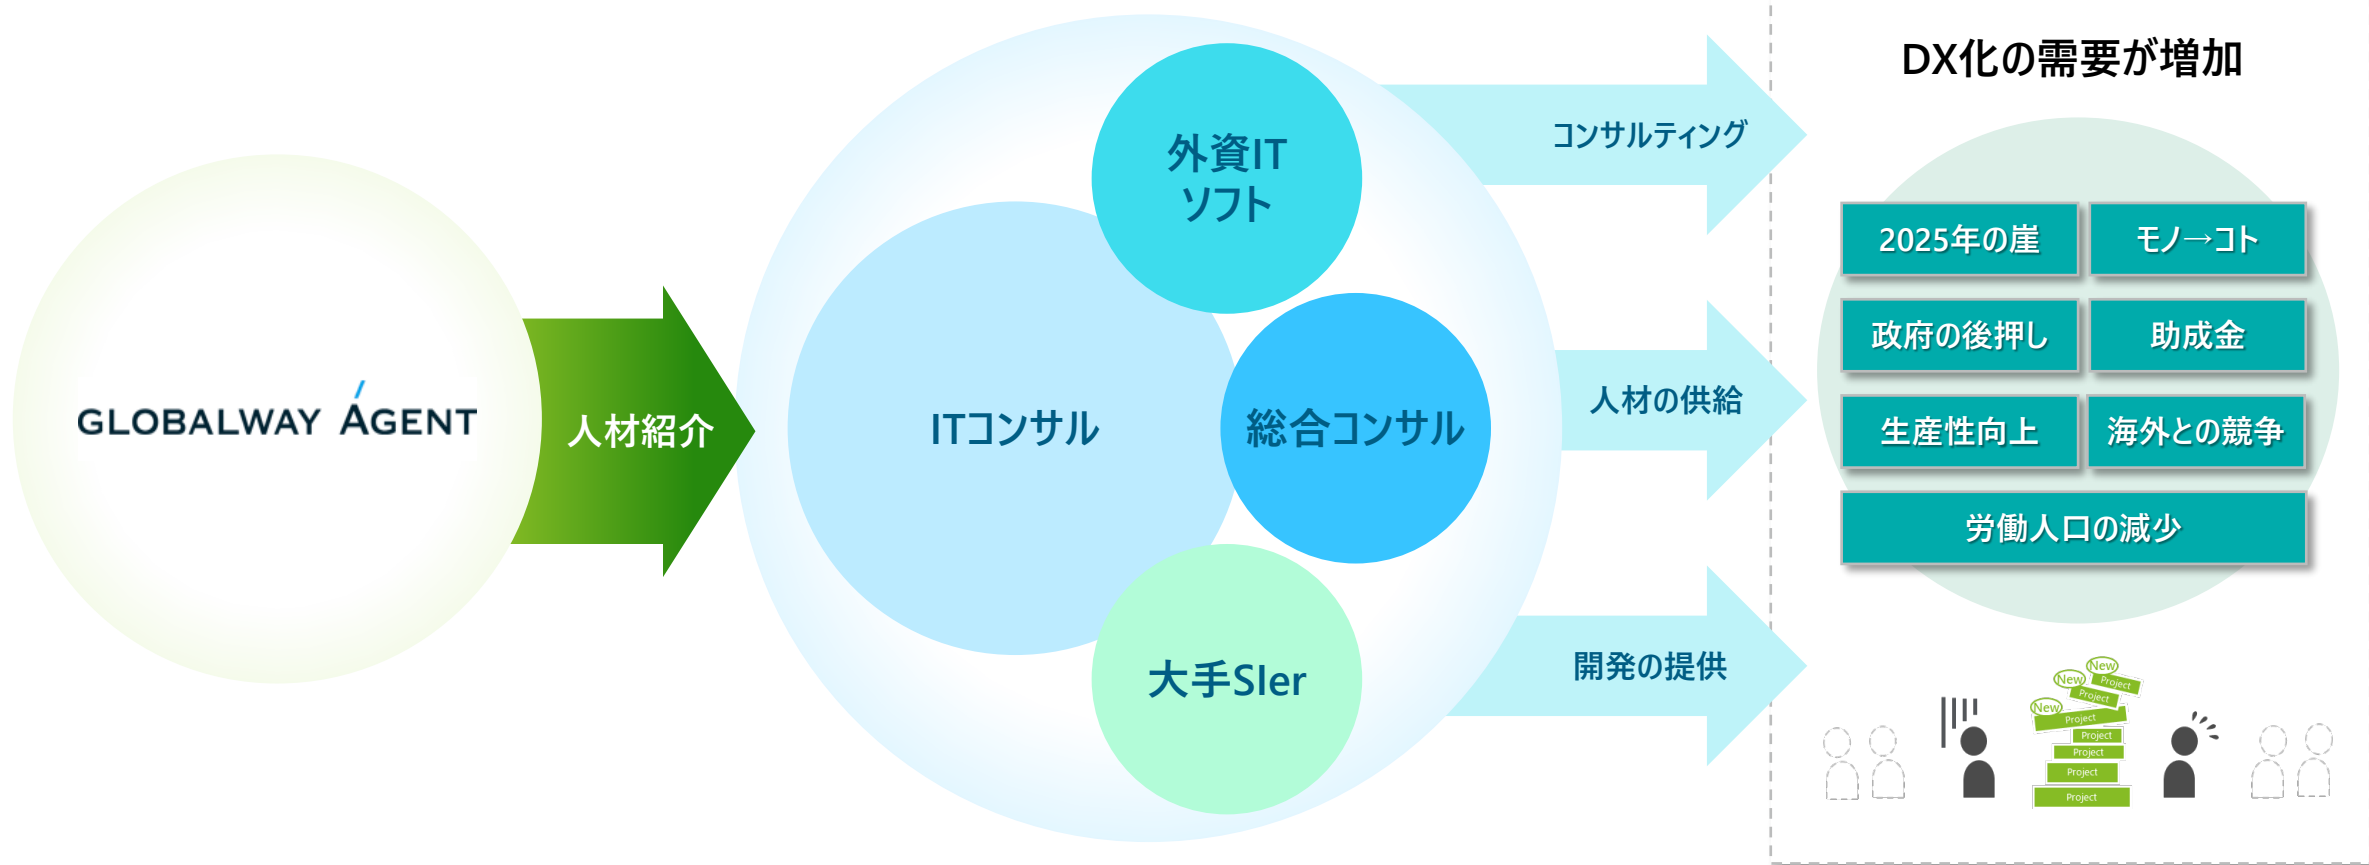 GLOBALWAY AGENT
人材紹介
外資IT
ソフト
ITコンサル
総合コンサル
大手SIer
コンサルティング
人材の供給
開発の提供
DX化の需要が増加
2025年の崖
モノ→コト
政府の後押し
助成金
生産性向上
海外との競争
労働人口の減少
New
Project
New
Project
New
Project
Project
Project
Project
Project